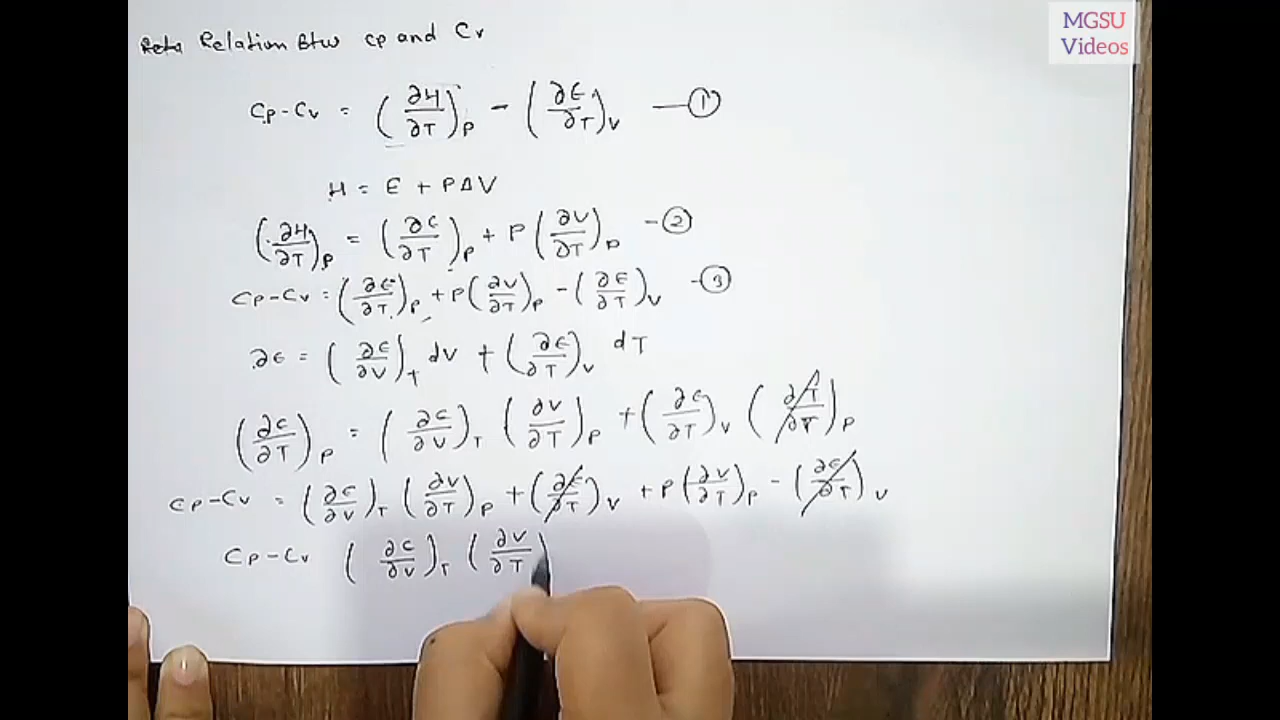 MGSU
Videos
Relation Btw Cp and Cv
Cp-Cv = (∂H/∂T)P - (∂E/∂T)V — ①
H = E + PΔV
(∂H/∂T)P = (∂E/∂T)P + P(∂V/∂T)P - ②
Cp-Cv = (∂E/∂T)P + P(∂V/∂T)P - (∂E/∂T)V - ③
∂E = (∂E/∂V)T dV + (∂E/∂T)V dT
(∂E/∂T)P = (∂E/∂V)T (∂V/∂T)P + (∂E/∂T)V (∂T/∂T)P
Cp-Cv = (∂E/∂V)T (∂V/∂T)P + (∂E/∂T)V + P(∂V/∂T)P - (∂E/∂T)V
Cp-Cv (∂E/∂V)T (∂V/∂T)